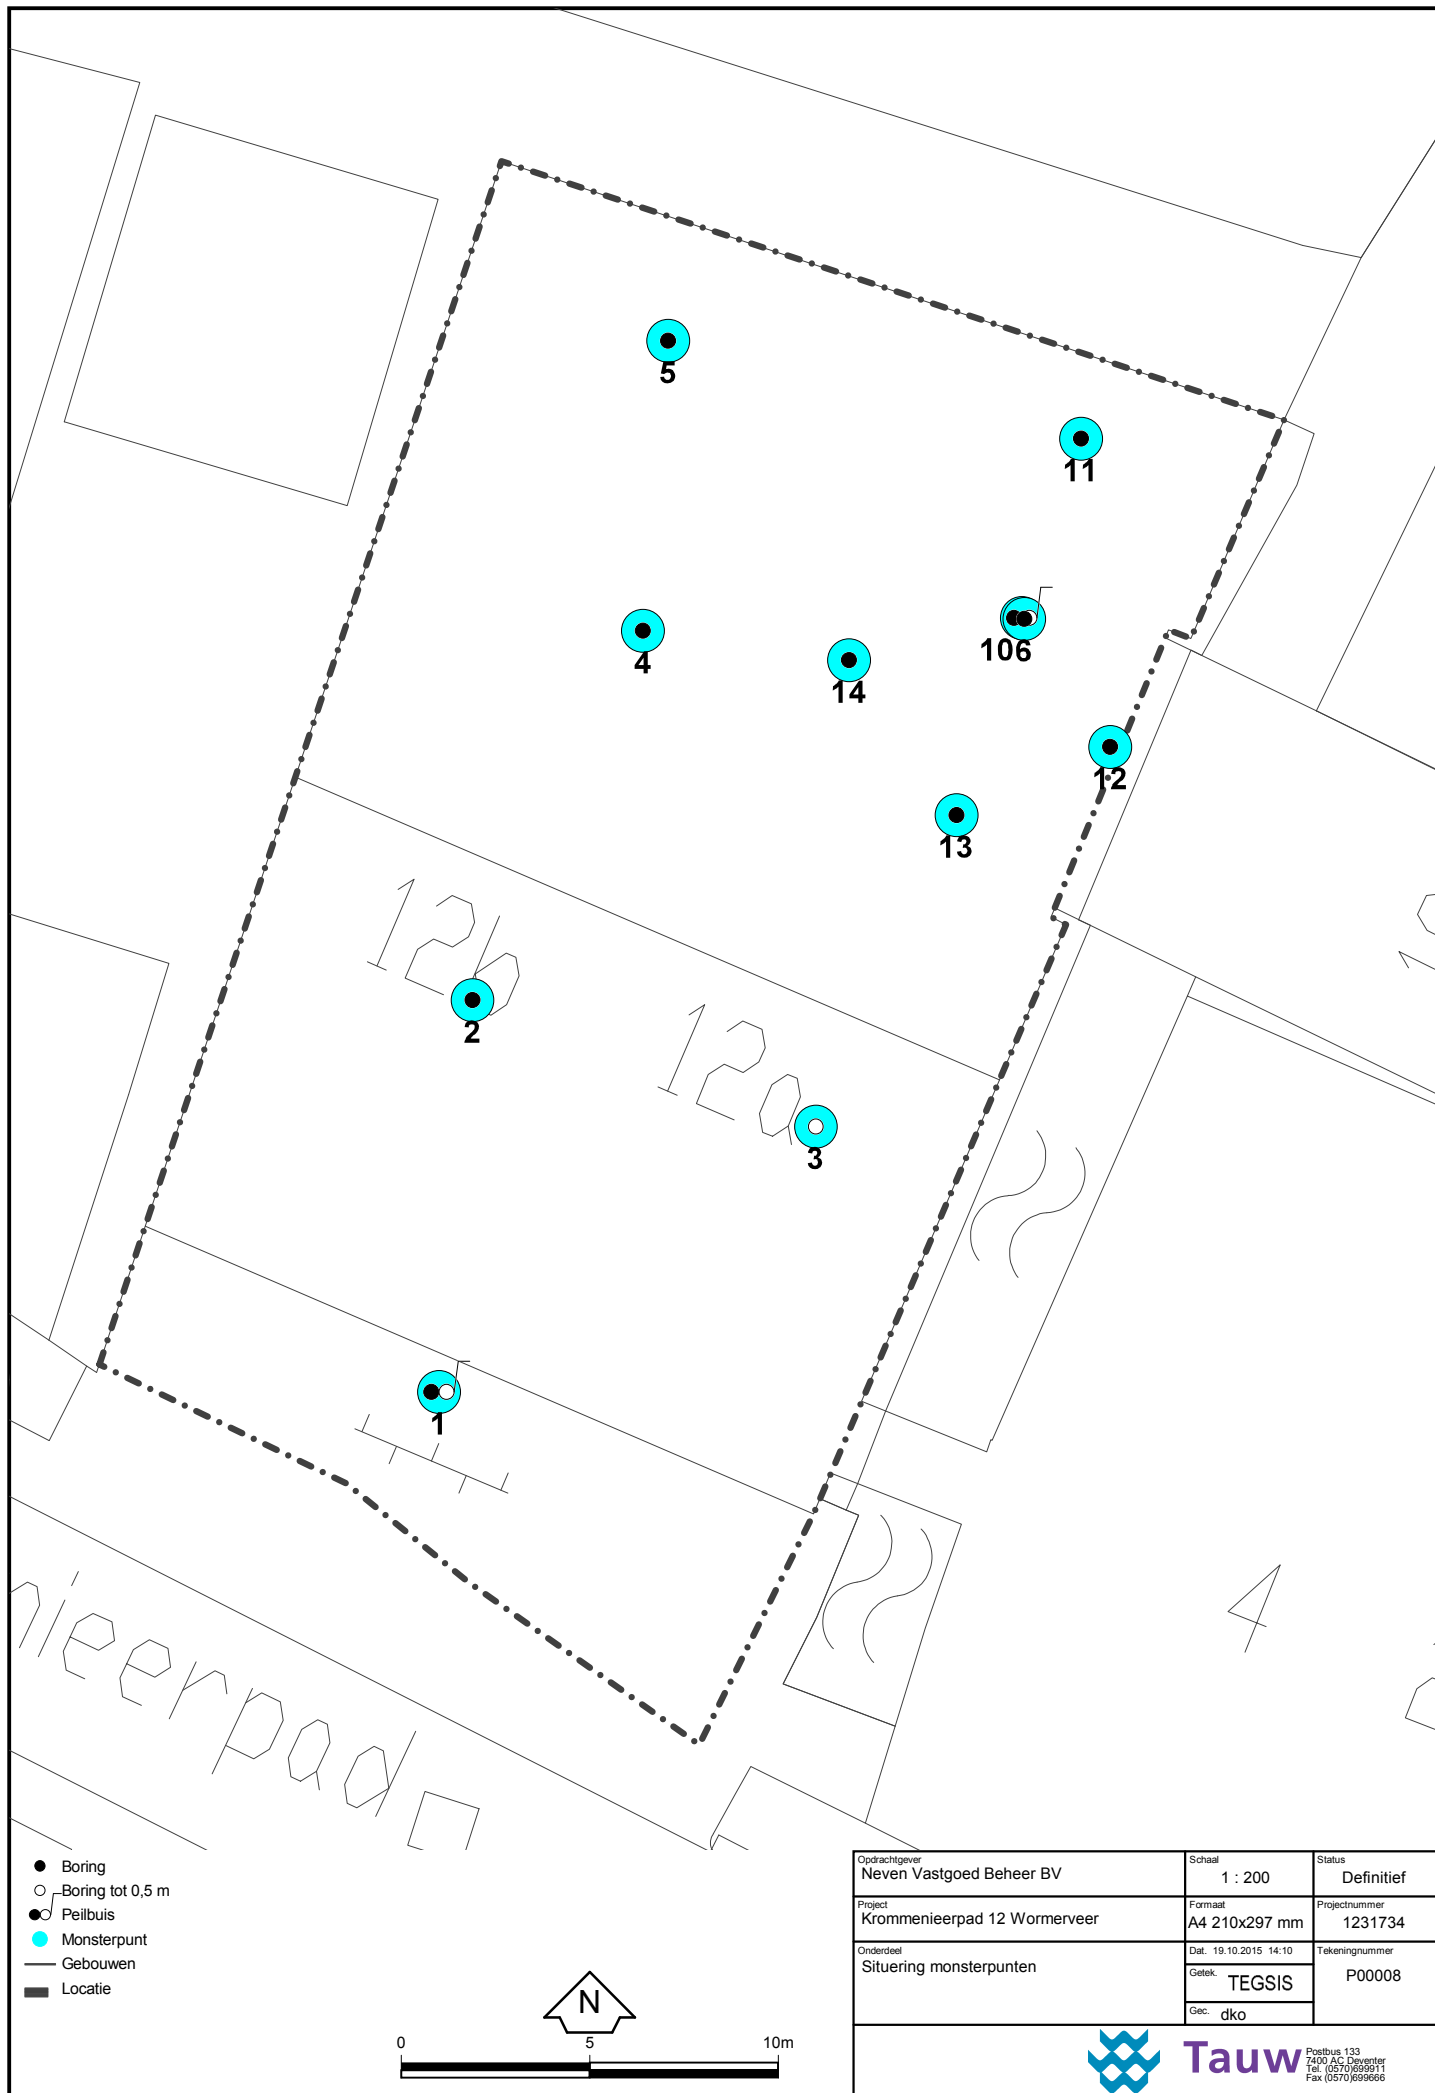 5
11
4
14
106
12
13
12b
2
12a
3
1
nieerpad
4
Boring
Boring tot 0,5 m
Peilbuis
Monsterpunt
Gebouwen
Locatie
N
0 5 10m
Opdrachtgever
Neven Vastgoed Beheer BV
Schaal
1 : 200
Status
Definitief
Project
Krommenieerpad 12 Wormerveer
Formaat
A4 210x297 mm
Projectnummer
1231734
Onderdeel
Situering monsterpunten
Dat. 19.10.2015 14:10
Getek. TEGSIS
Gec. dko
Tekeningnummer
P00008
Tauw
Postbus 133
7400 AC Deventer
Tel. (0570)699911
Fax (0570)699666